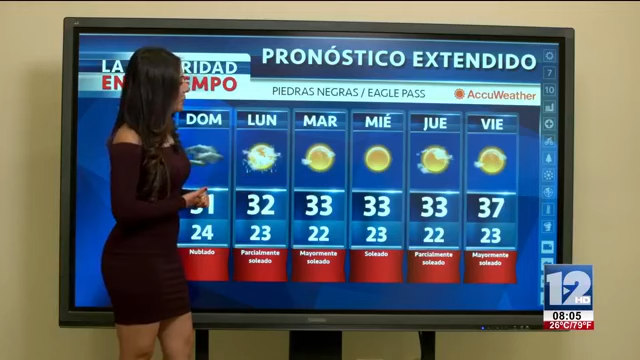 PRONÓSTICO EXTENDIDO
PIEDRAS NEGRAS / EAGLE PASS
AccuWeather
DOM LUN MAR MIÉ JUE VIE
32 33 33 33 37
24 23 22 23 22 23
Nublado Parcialmente soleado Mayormente soleado Soleado Parcialmente soleado Mayormente soleado
7
10
12 HD
08:05
26°C/79°F